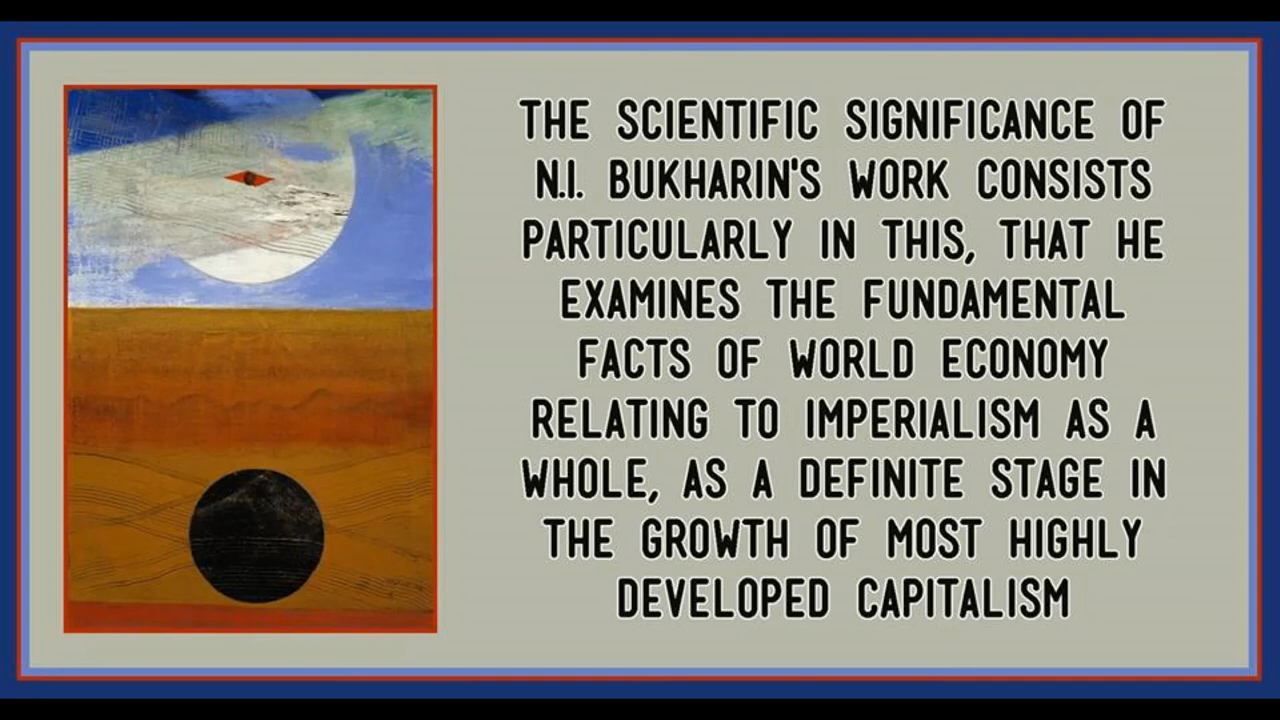 THE SCIENTIFIC SIGNIFICANCE OF
N.I. BUKHARIN'S WORK CONSISTS
PARTICULARLY IN THIS, THAT HE
EXAMINES THE FUNDAMENTAL
FACTS OF WORLD ECONOMY
RELATING TO IMPERIALISM AS A
WHOLE, AS A DEFINITE STAGE IN
THE GROWTH OF MOST HIGHLY
DEVELOPED CAPITALISM